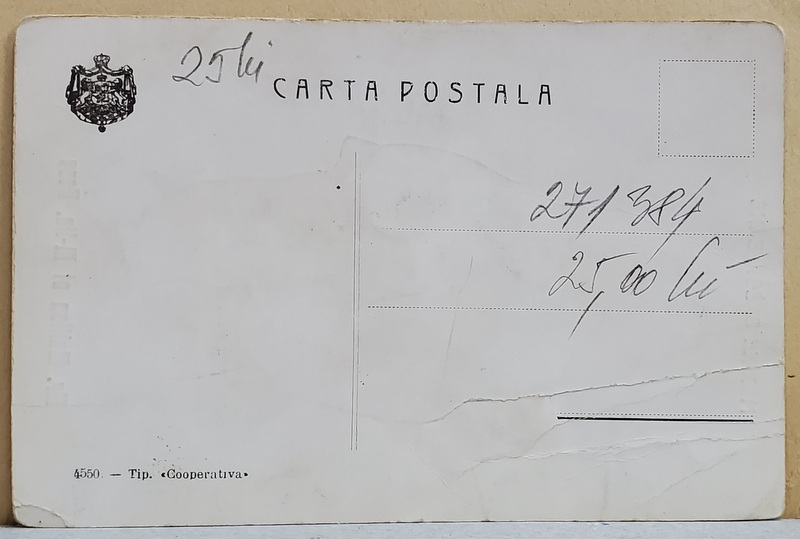 25 lei
CARTA POSTALA
271384
25,00 lei
4550. — Tip. «Cooperativa»